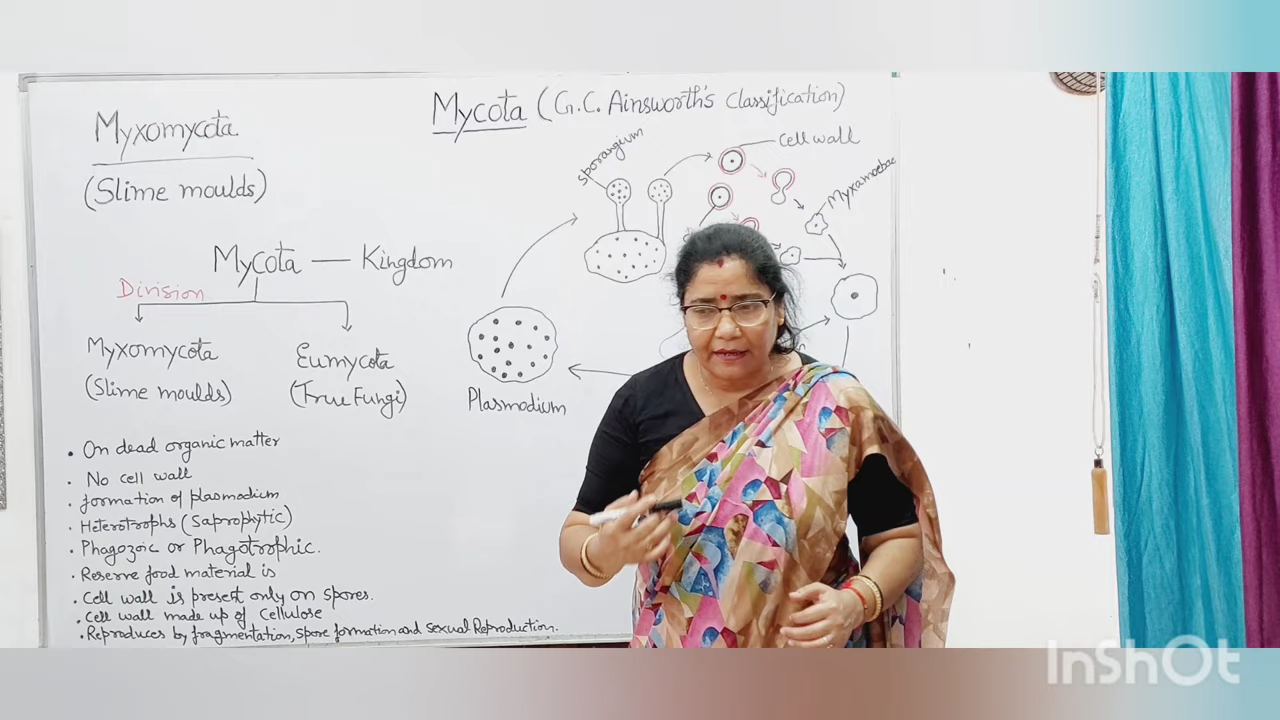 Myxomycota
(Slime moulds)
Mycota (G.C. Ainsworth's Classification)
Sporangium
Cell wall
Myxamoebae
Plasmodium
Mycota — Kingdom
Division
Myxomycota
(Slime moulds)
Eumycota
(True Fungi)
• On dead organic matter
• No cell wall
• formation of plasmodium
• Heterotrophs (Saprophytic)
• Phagozoic or Phagotrophic.
• Reserve food material is
• Cell wall is present only on spores.
• Cell wall made up of Cellulose
• Reproduces by fragmentation, Spore formation and Sexual Reproduction.
InShOt